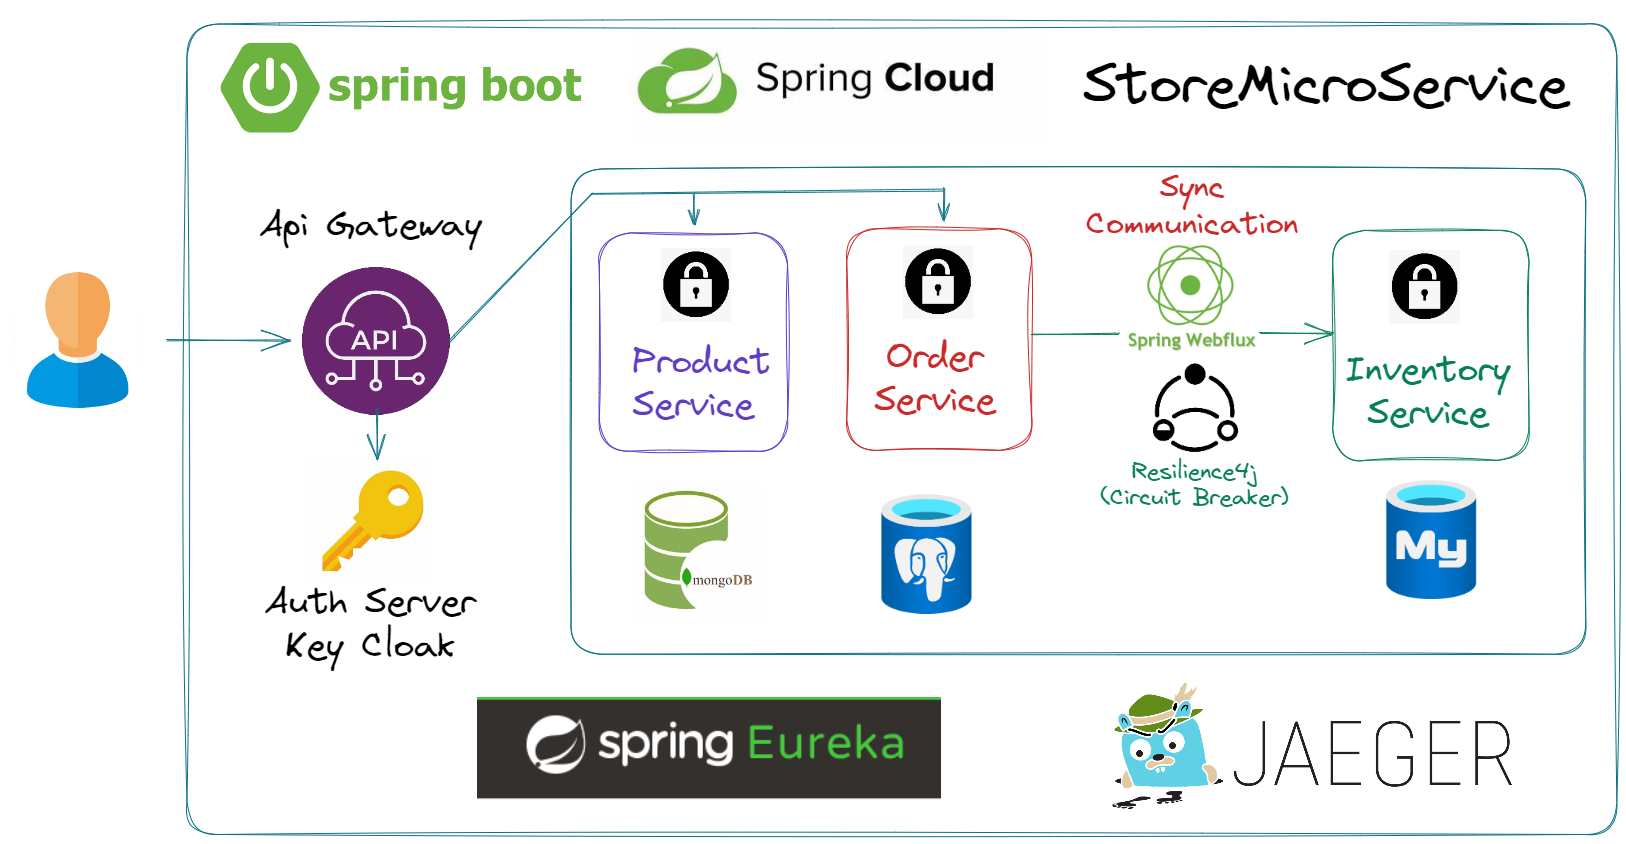 spring boot
Spring Cloud
StoreMicroService
Api Gateway
API
Auth Server
Key Cloak
Product
Service
mongoDB
Order
Service
Sync
Communication
Spring Webflux
Resilience4j
(Circuit Breaker)
Inventory
Service
My
spring Eureka
JAEGER